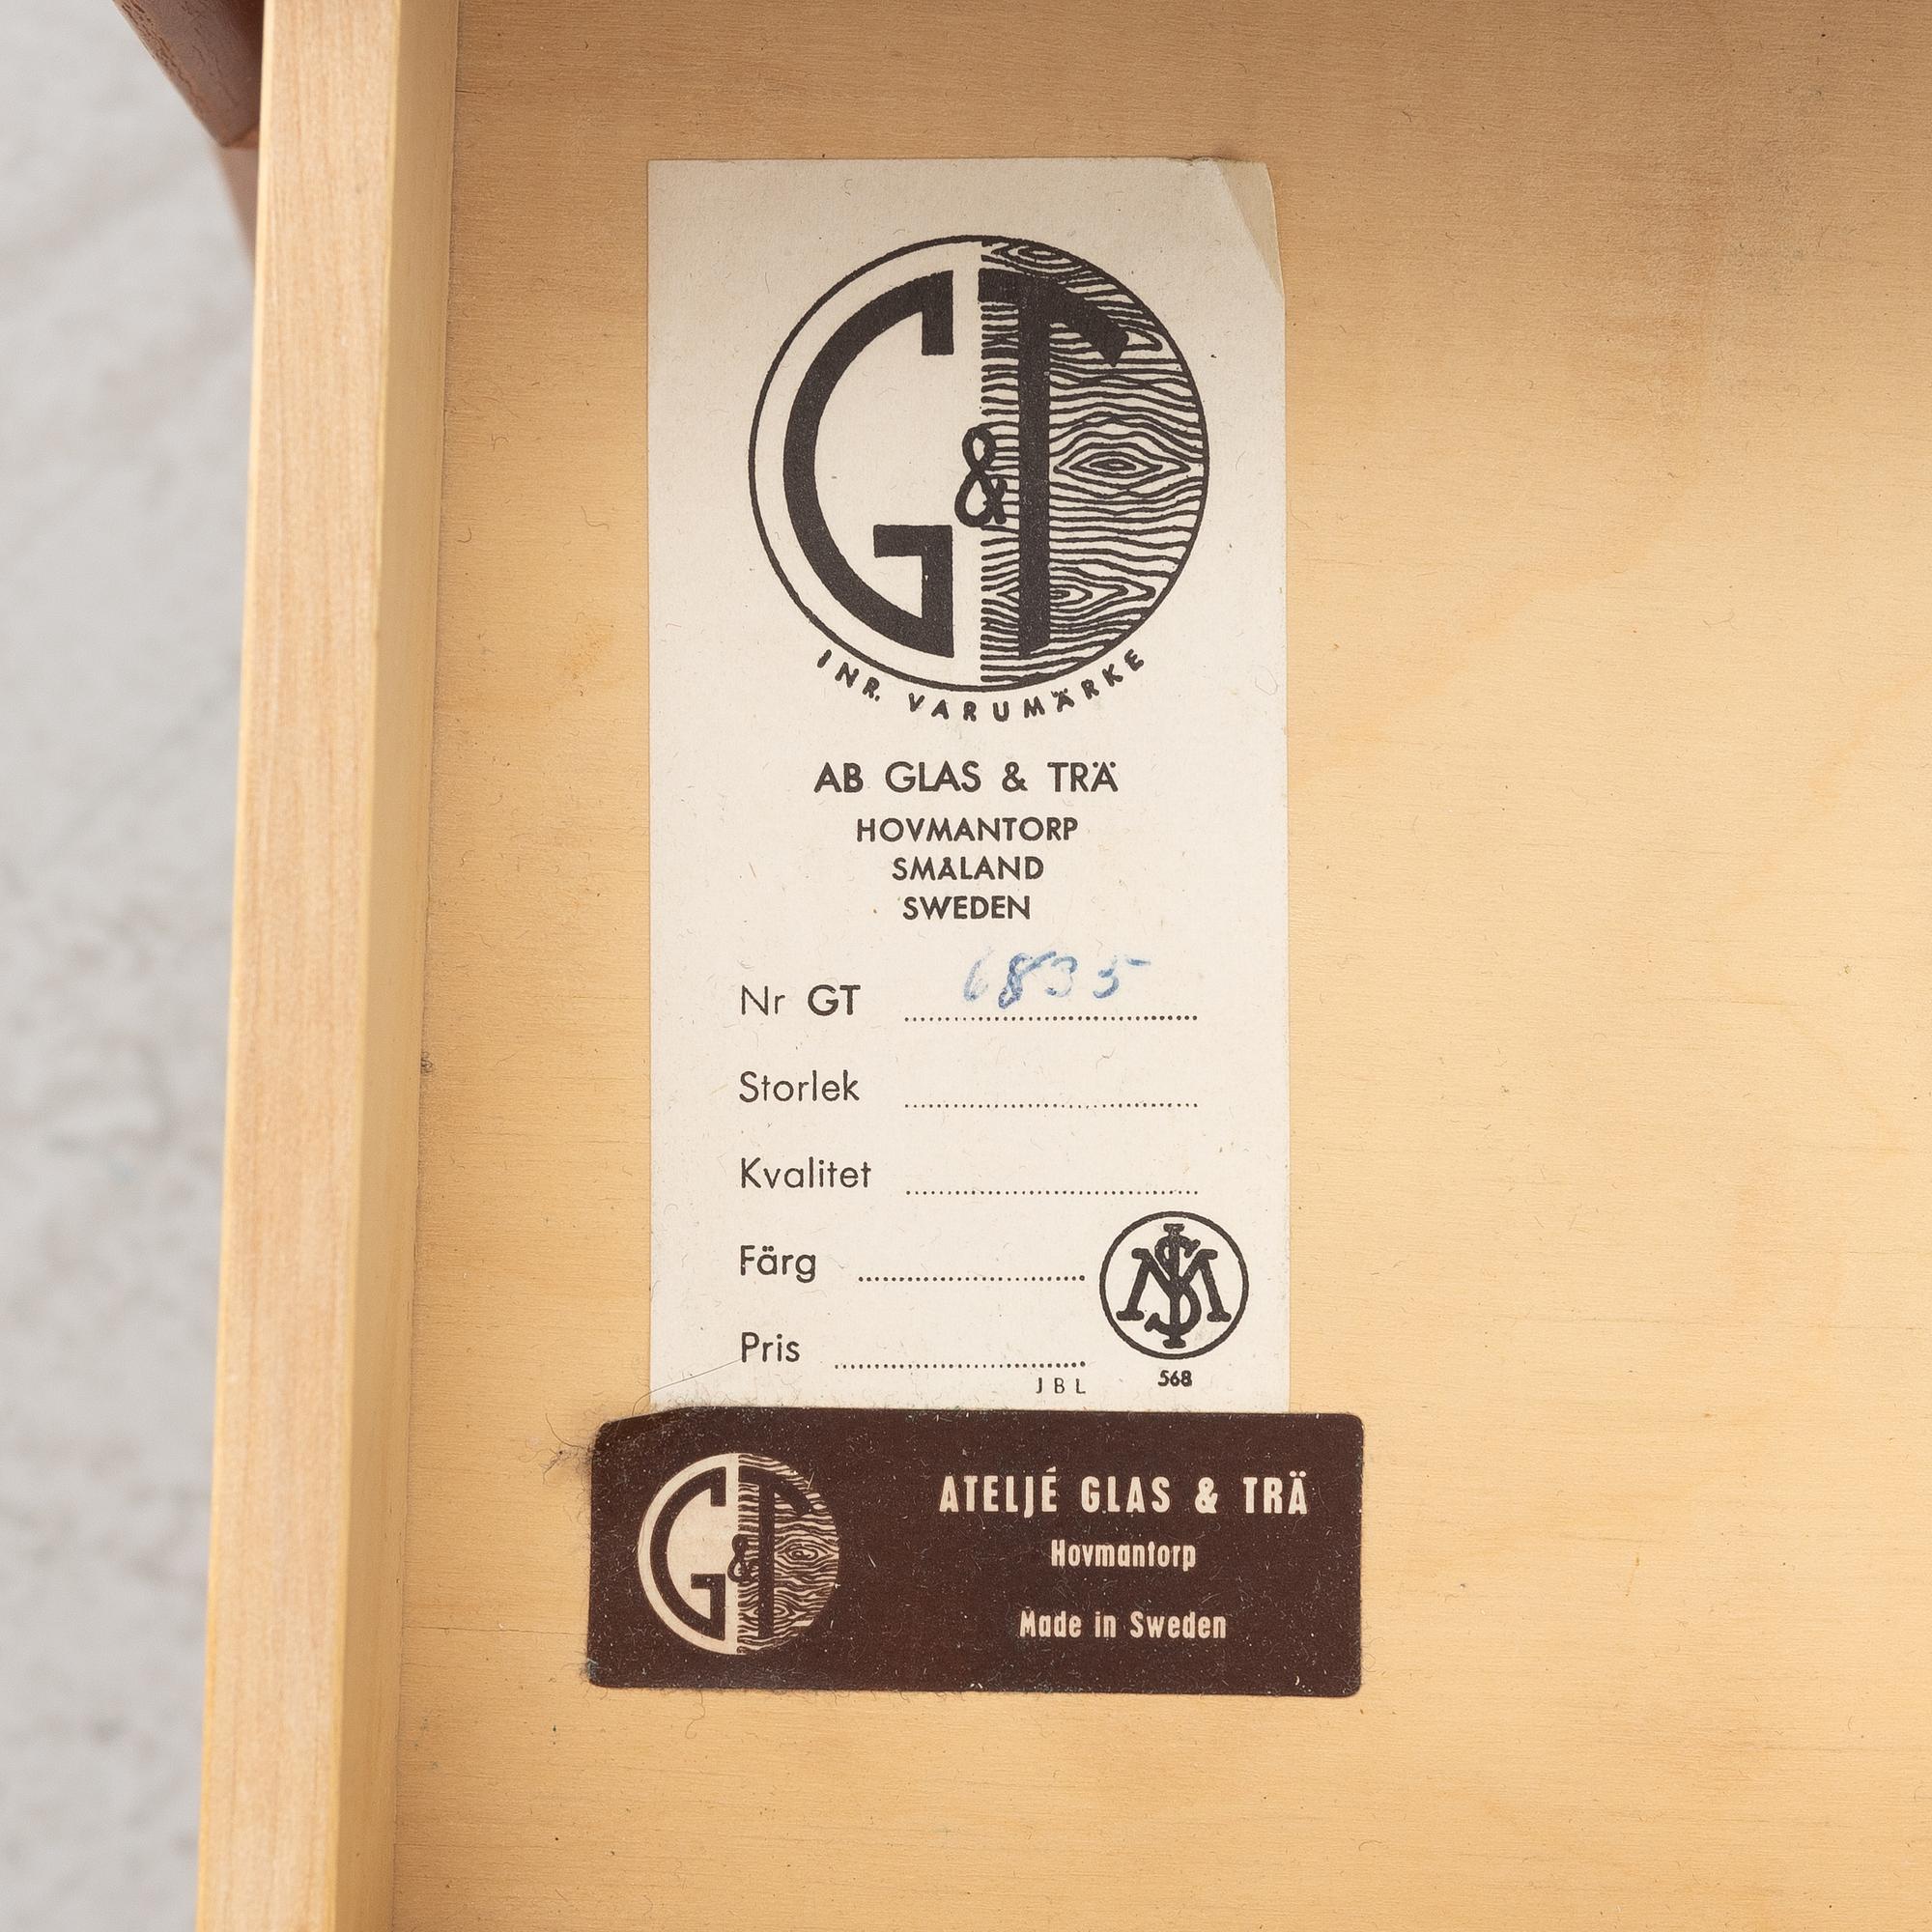 G&T
INR. VARUMÄRKE
AB GLAS & TRÄ
HOVMANTORP
SMÅLAND
SWEDEN
Nr GT 6835
Storlek
Kvalitet
Färg
Pris
JBL
568
G&T
ATELJÉ GLAS & TRÄ
Hovmantorp
Made in Sweden